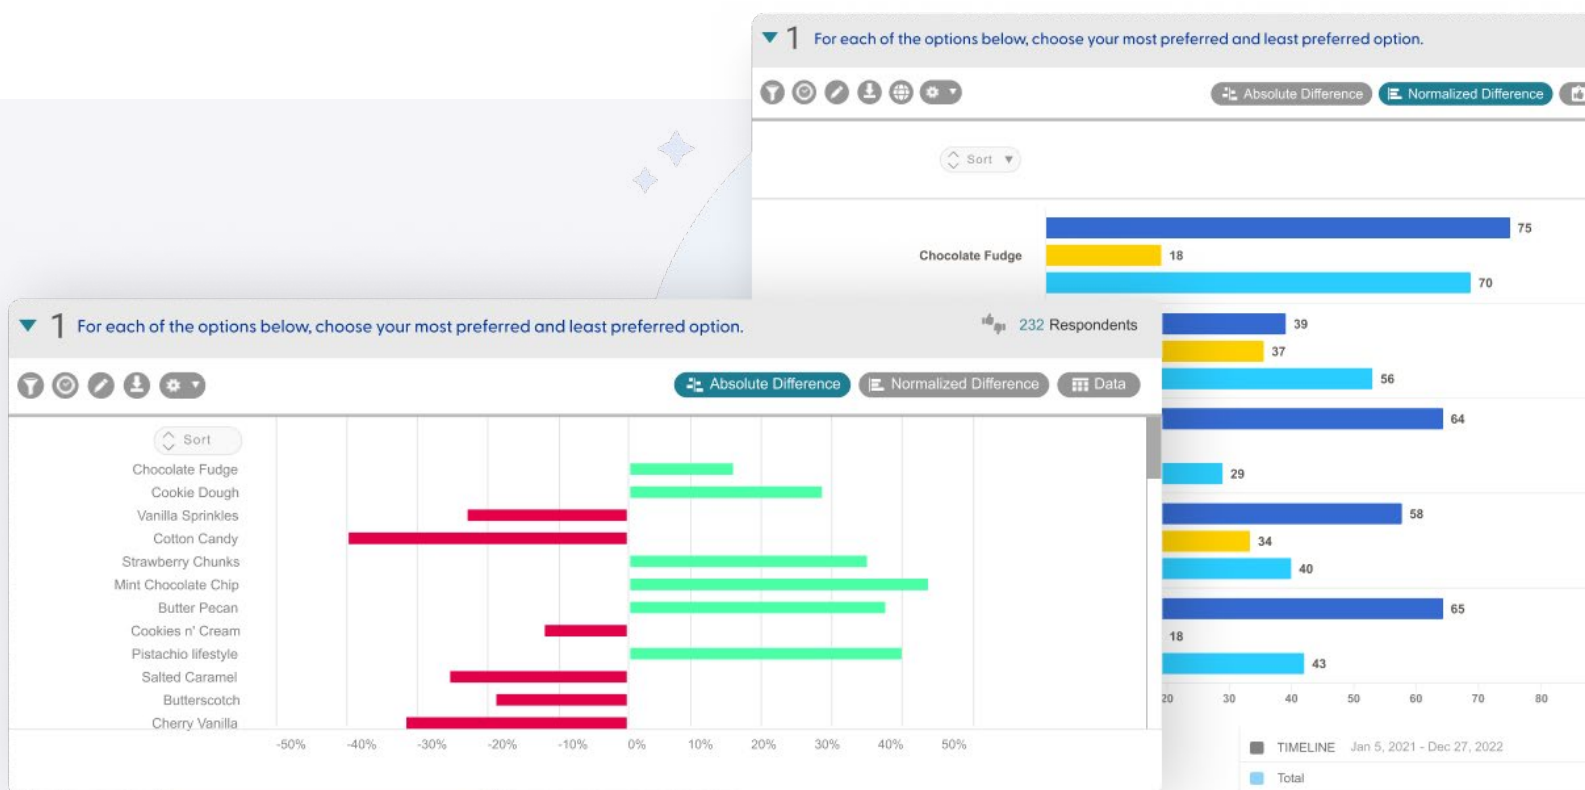 1 For each of the options below, choose your most preferred and least preferred option.
Absolute Difference Normalized Difference
Sort
75
Chocolate Fudge 18
70
39
37
56
64
29
58
34
40
65
18
43
20 30 40 50 60 70 80
TIMELINE Jan 5, 2021 - Dec 27, 2022
Total
1 For each of the options below, choose your most preferred and least preferred option. 232 Respondents
Absolute Difference Normalized Difference Data
Sort
Chocolate Fudge
Cookie Dough
Vanilla Sprinkles
Cotton Candy
Strawberry Chunks
Mint Chocolate Chip
Butter Pecan
Cookies n' Cream
Pistachio lifestyle
Salted Caramel
Butterscotch
Cherry Vanilla
-50% -40% -30% -20% -10% 0% 10% 20% 30% 40% 50%